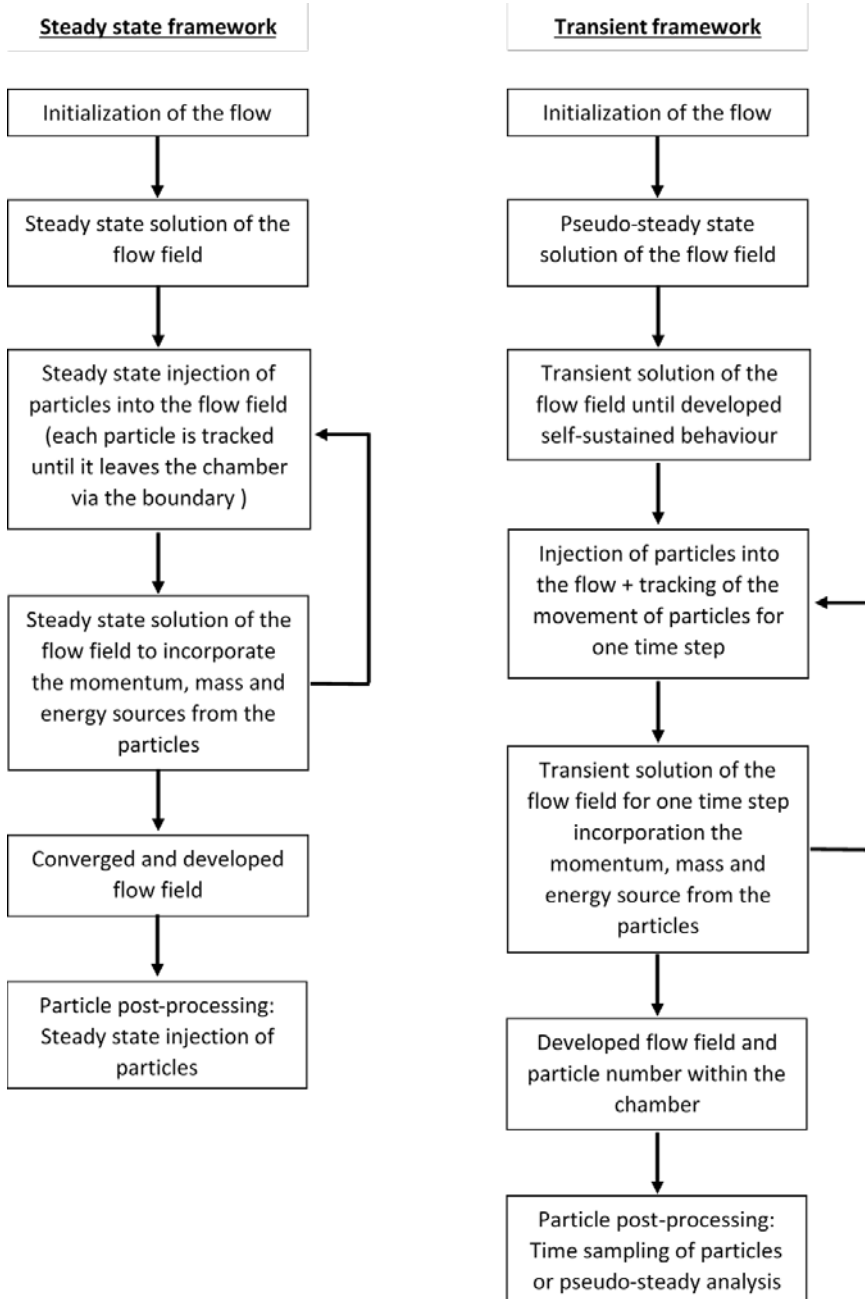 Steady state framework
Initialization of the flow
Steady state solution of the
flow field
Steady state injection of
particles into the flow field
(each particle is tracked
until it leaves the chamber
via the boundary )
Steady state solution of the
flow field to incorporate
the momentum, mass and
energy sources from the
particles
Converged and developed
flow field
Particle post-processing:
Steady state injection of
particles
Transient framework
Initialization of the flow
Pseudo-steady state
solution of the flow field
Transient solution of the
flow field until developed
self-sustained behaviour
Injection of particles into
the flow + tracking of the
movement of particles for
one time step
Transient solution of the
flow field for one time step
incorporation the
momentum, mass and
energy source from the
particles
Developed flow field and
particle number within the
chamber
Particle post-processing:
Time sampling of particles
or pseudo-steady analysis